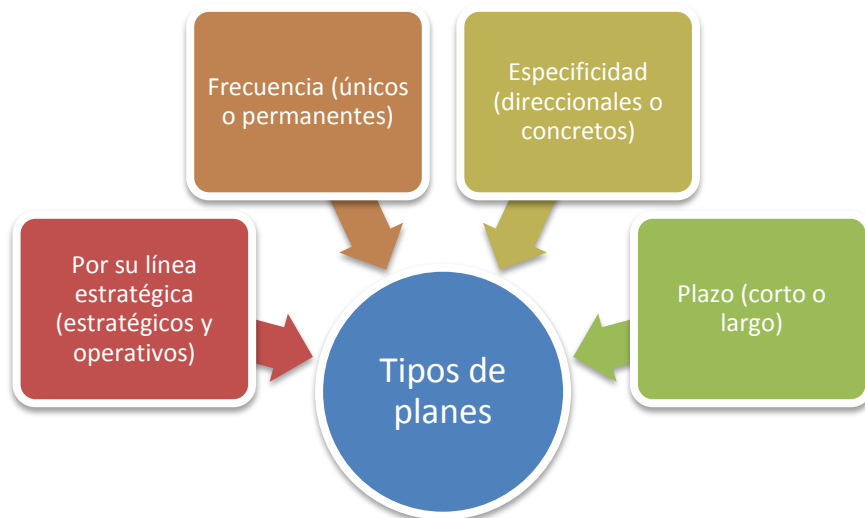 Frecuencia (únicos
o permanentes)
Especificidad
(direccionales o
concretos)
Por su línea
estratégica
(estratégicos y
operativos)
Plazo (corto o
largo)
Tipos de
planes